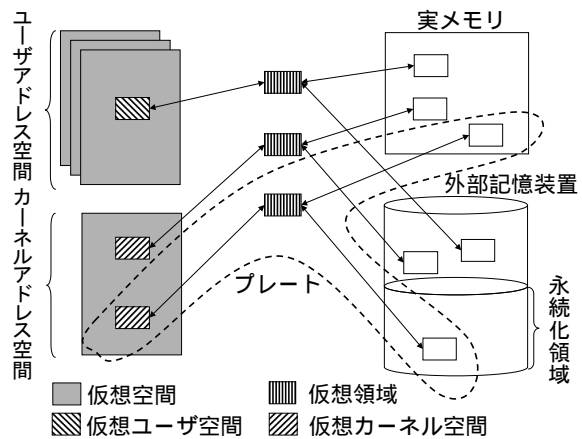 ユーザアドレス空間
カーネルアドレス空間
実メモリ
外部記憶装置
プレート
永続化領域
仮想空間
仮想領域
仮想ユーザ空間
仮想カーネル空間